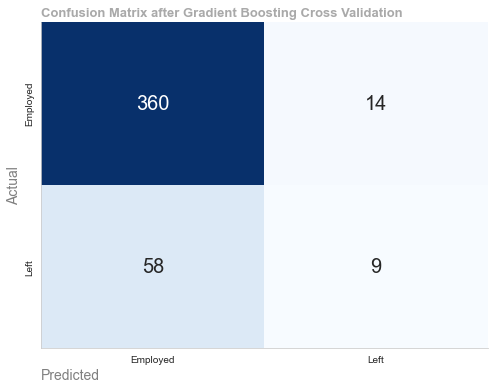 Confusion Matrix after Gradient Boosting Cross Validation
Actual
Employed
360
14
Left
58
9
Employed
Left
Predicted